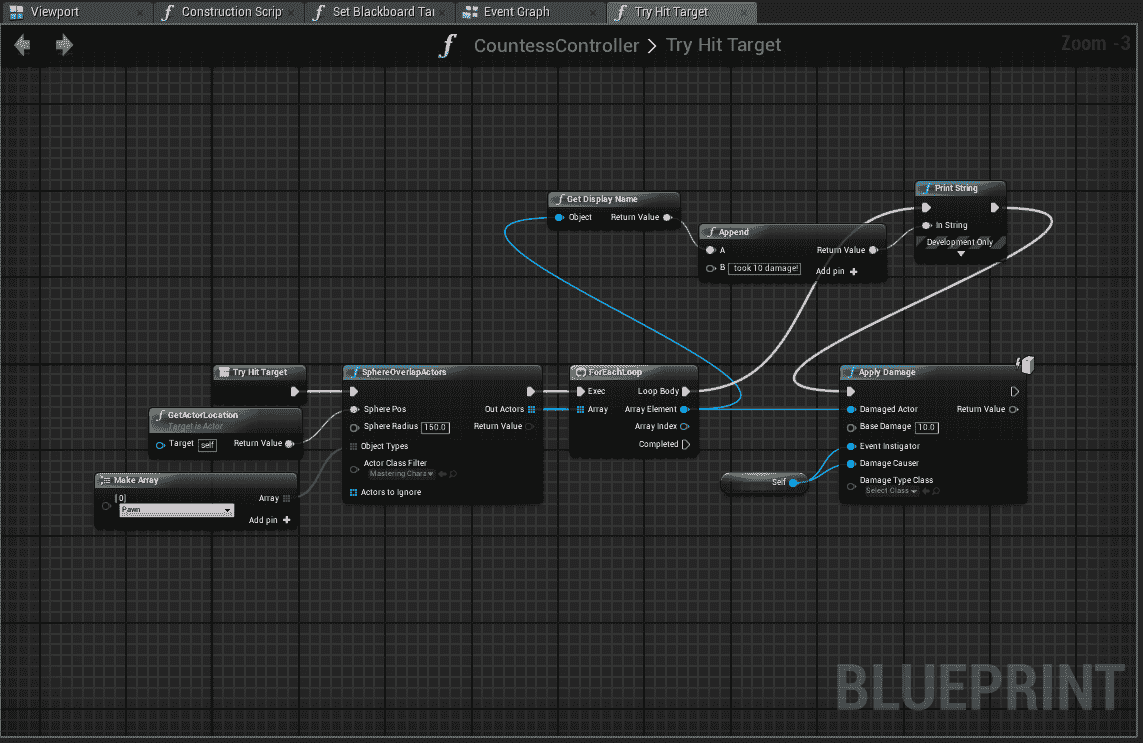 Viewport
Construction Scrip
Set Blackboard Ta
Event Graph
Try Hit Target
CountessController > Try Hit Target
Zoom -3
Print String
In String
Development Only
Get Display Name
Object
Return Value
Append
A
Return Value
B
took 10 damage!
Add pin
Try Hit Target
GetActorLocation
Target is Actor
Target
self
Return Value
Make Array
[0]
Array
Pawn
Add pin
SphereOverlapActors
Sphere Pos
Out Actors
Sphere Radius
150.0
Return Value
Object Types
Actor Class Filter
Mastering Chara
Actors to Ignore
ForEachLoop
Exec
Loop Body
Array
Array Element
Array Index
Completed
Self
Apply Damage
Damaged Actor
Return Value
Base Damage
10.0
Event Instigator
Damage Causer
Damage Type Class
Select Class
BLUEPRINT